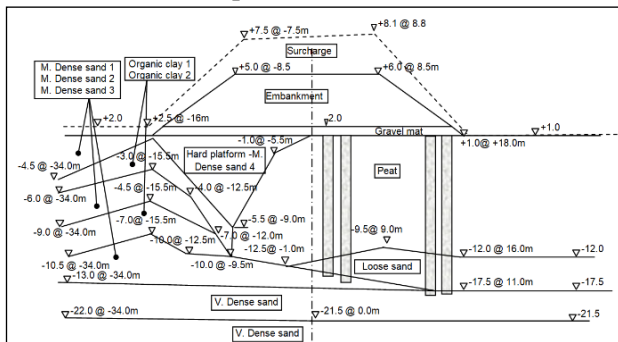 +7.5 @ -7.5m
+8.1 @ 8.8
Surcharge
M. Dense sand 1
M. Dense sand 2
M. Dense sand 3
Organic clay 1
Organic clay 2
+5.0 @ -8.5
+6.0 @ 8.5m
Embankment
+2.0
+2.5 @ -16m
2.0
Gravel mat
+1.0
-1.0@ -5.5m
+1.0@ +18.0m
-3.0 @ -15.5m
Hard platform -M.
Dense sand 4
Peat
-4.5 @ -34.0m
-6.0 @ -34.0m
-4.5 @ -15.5m
-4.0 @ -12.5m
-7.0@ -15.5m
-5.5 @ -9.0m
-9.0 @ -34.0m
-7.0 @ -12.0m
-9.5@ 9.0m
-10.0 @ -12.5m
-12.5@ -1.0m
-12.0 @ 16.0m
-12.0
-10.5 @ -34.0m
-10.0 @ -9.5m
Loose sand
-13.0 @ -34.0m
-17.5 @ 11.0m
-17.5
V. Dense sand
-22.0 @ -34.0m
-21.5 @ 0.0m
-21.5
V. Dense sand